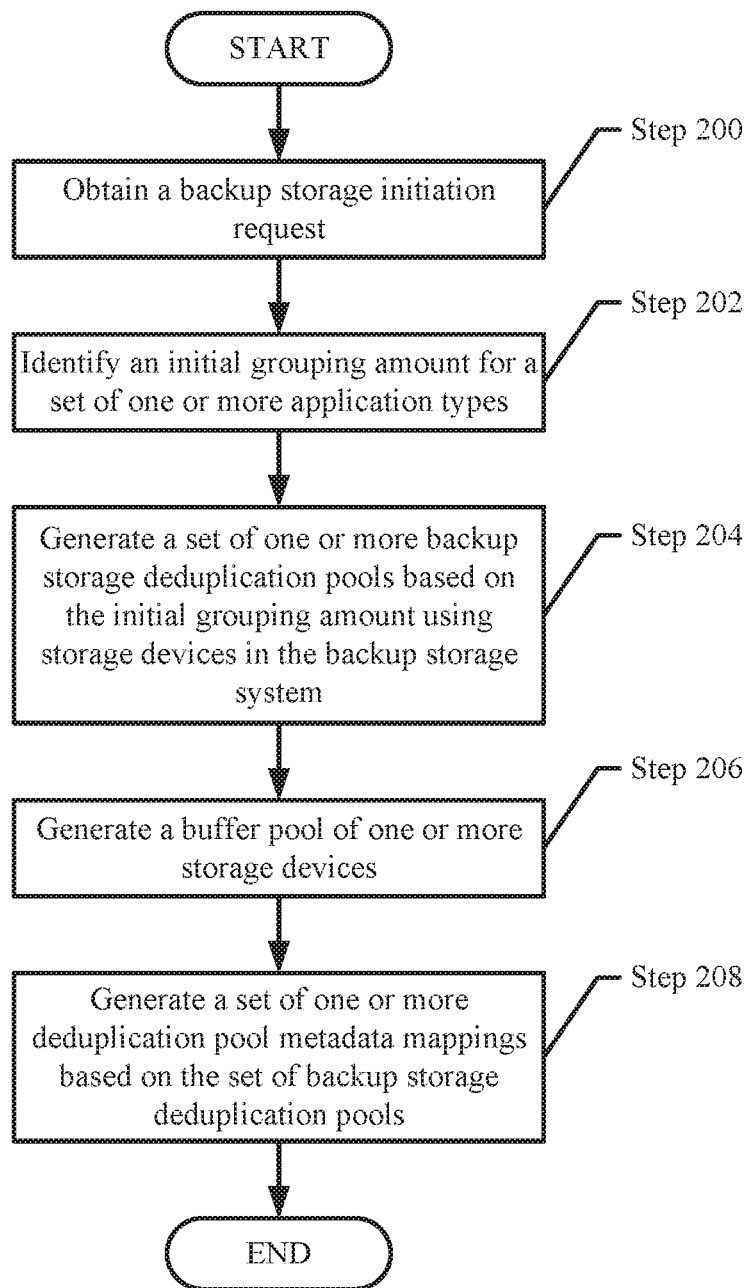 START
Step 200
Obtain a backup storage initiation
request
Step 202
Identify an initial grouping amount for a
set of one or more application types
Step 204
Generate a set of one or more backup
storage deduplication pools based on
the initial grouping amount using
storage devices in the backup storage
system
Step 206
Generate a buffer pool of one or more
storage devices
Step 208
Generate a set of one or more
deduplication pool metadata mappings
based on the set of backup storage
deduplication pools
END